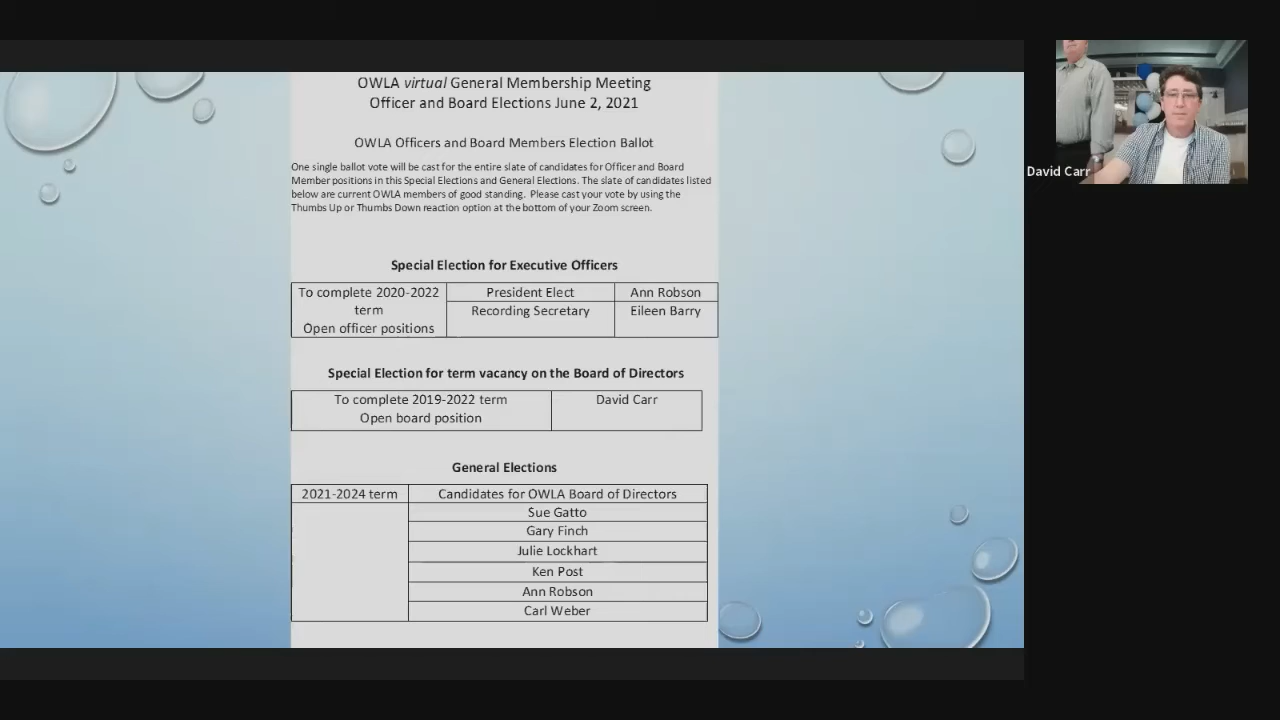 OWLA virtual General Membership Meeting
Officer and Board Elections June 2, 2021
OWLA Officers and Board Members Election Ballot
One single ballot vote will be cast for the entire slate of candidates for Officer and Board
Member positions in this Special Elections and General Elections. The slate of candidates listed
below are current OWLA members of good standing. Please cast your vote by using the
Thumbs Up or Thumbs Down reaction option at the bottom of your Zoom screen.
Special Election for Executive Officers
To complete 2020-2022
term
Open officer positions
President Elect
Ann Robson
Recording Secretary
Eileen Barry
Special Election for term vacancy on the Board of Directors
To complete 2019-2022 term
Open board position
David Carr
General Elections
2021-2024 term
Candidates for OWLA Board of Directors
Sue Gatto
Gary Finch
Julie Lockhart
Ken Post
Ann Robson
Carl Weber
David Carr